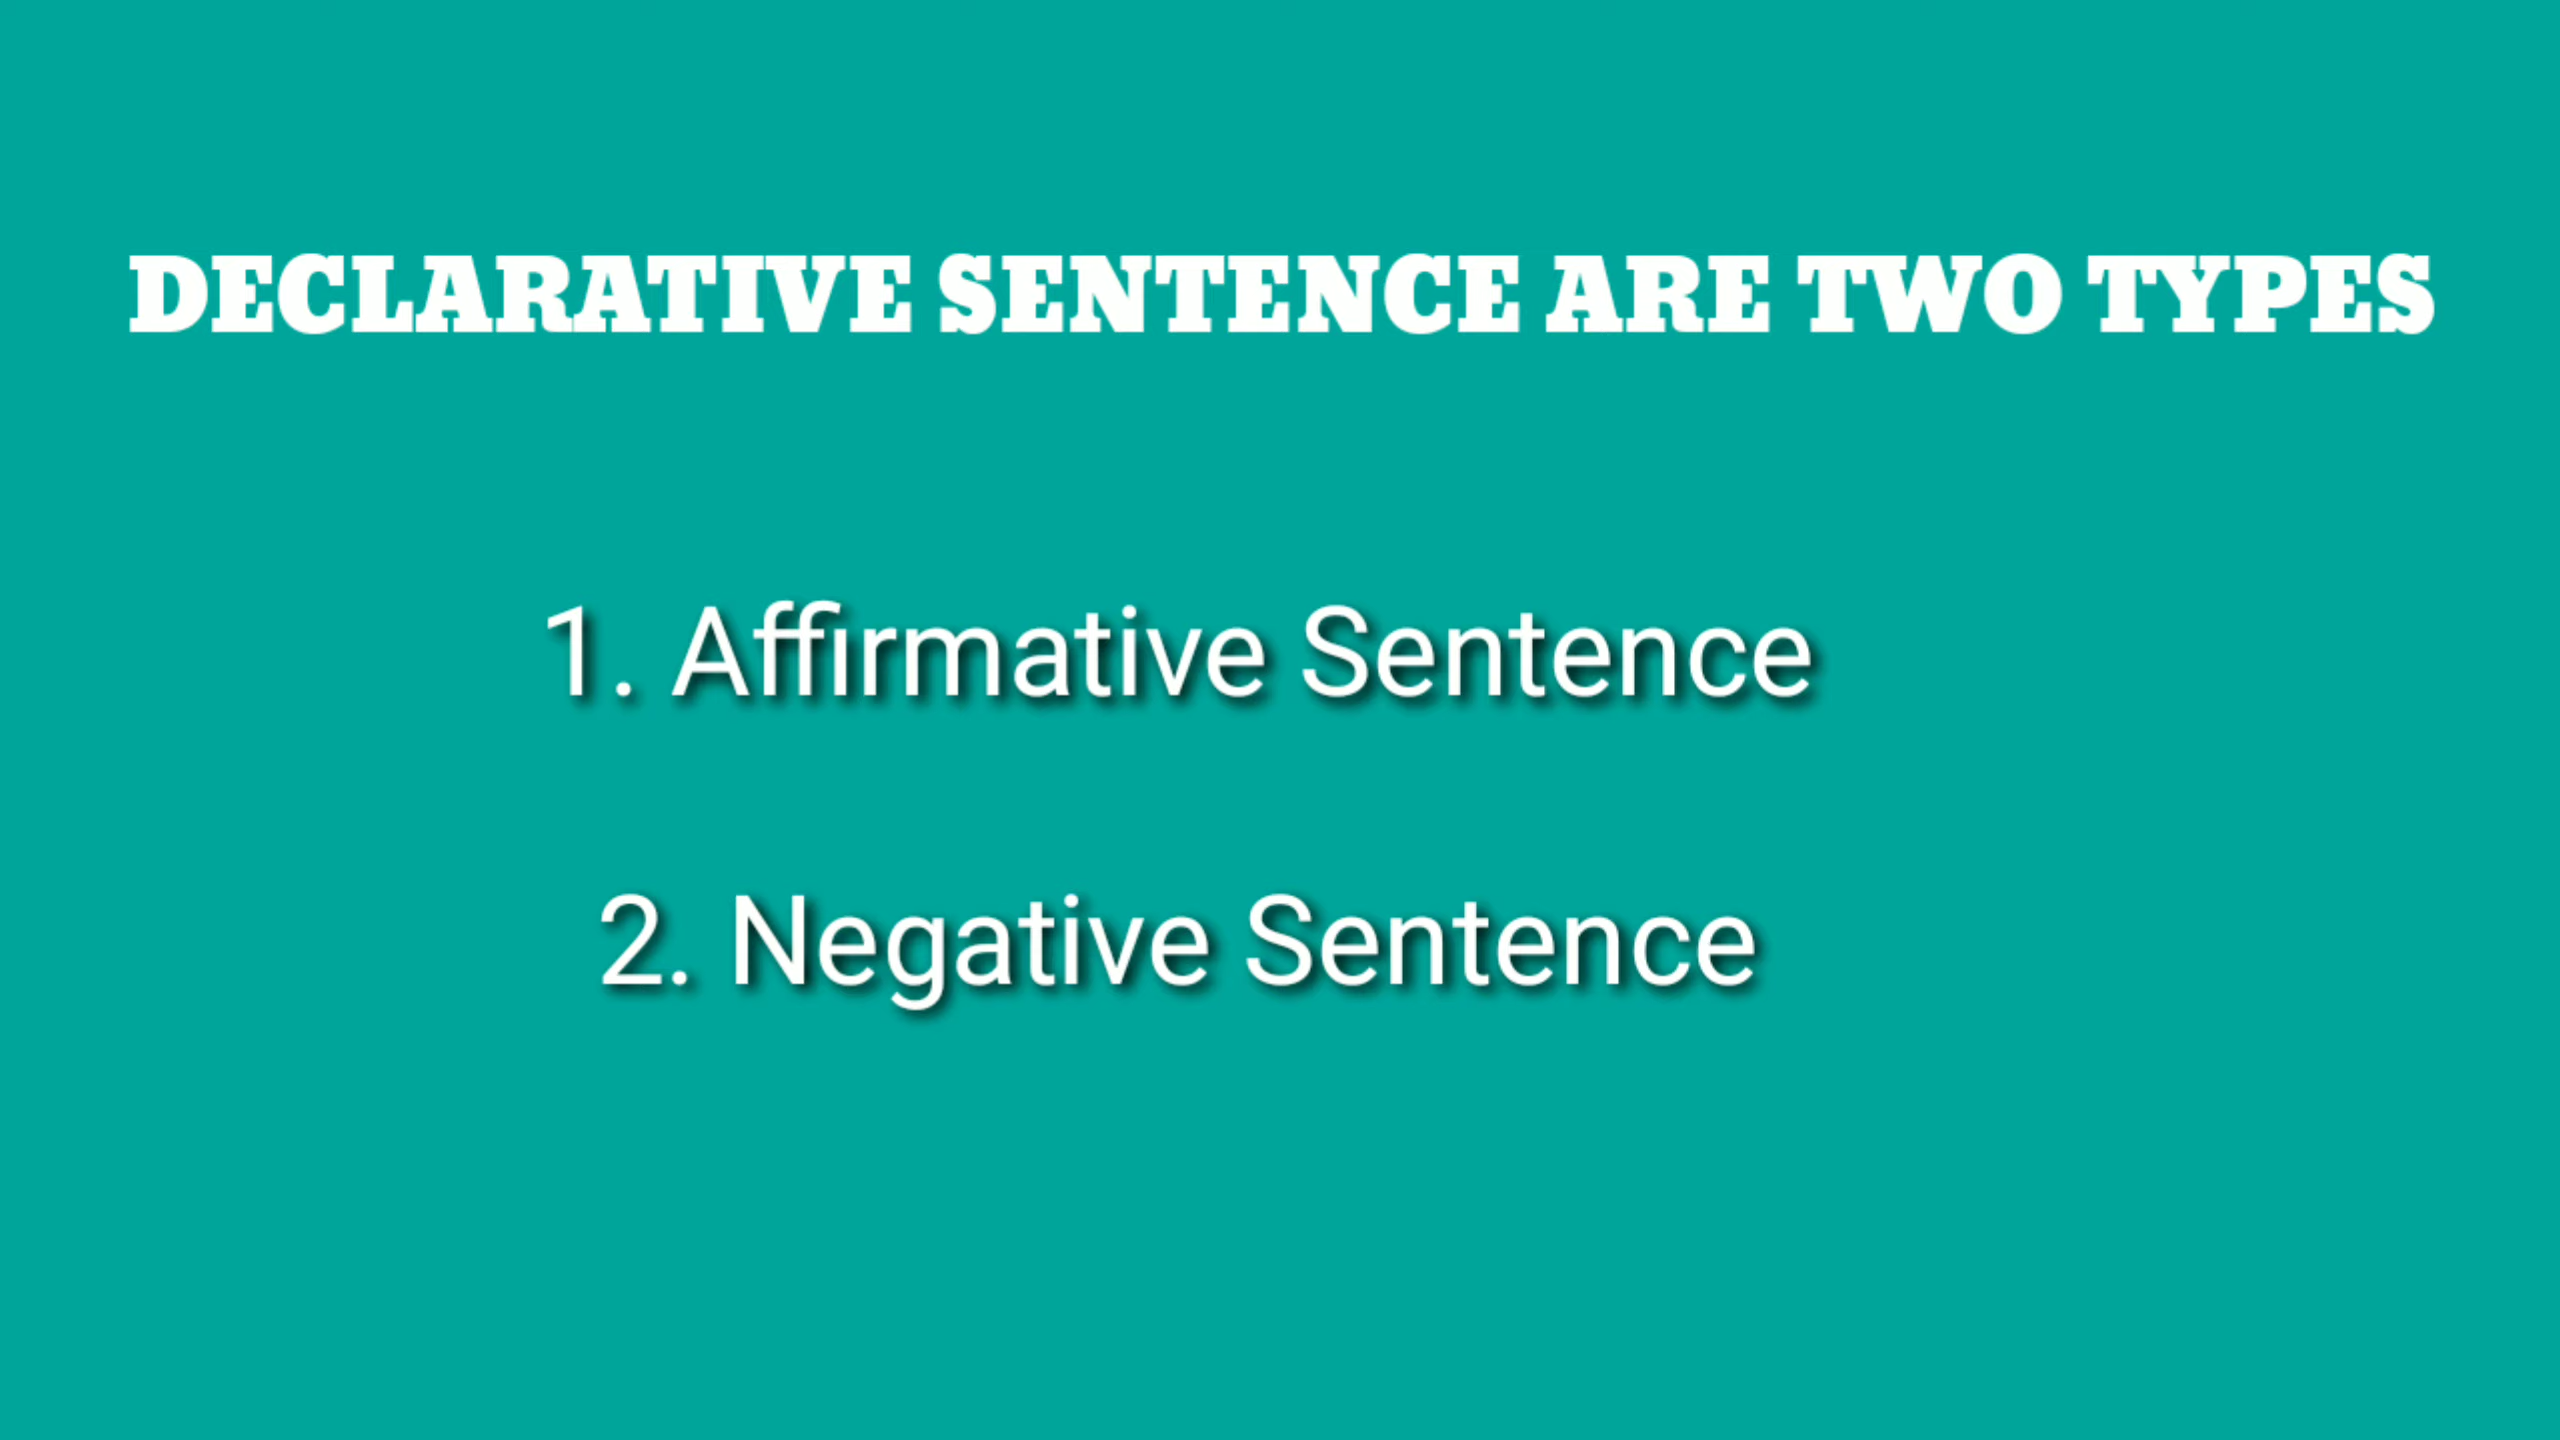 DECLARATIVE SENTENCE ARE TWO TYPES
1. Affirmative Sentence
2. Negative Sentence